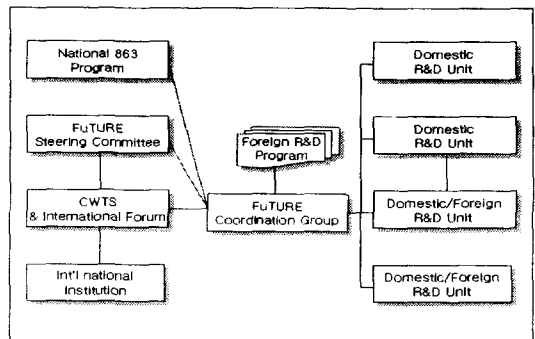 National 863
Program
FuTURE
Steering Committee
CWTS
& International Forum
Int'l national
Institution
Foreign R&D
Program
FuTURE
Coordination Group
Domestic
R&D Unit
Domestic
R&D Unit
Domestic/Foreign
R&D Unit
Domestic/Foreign
R&D Unit